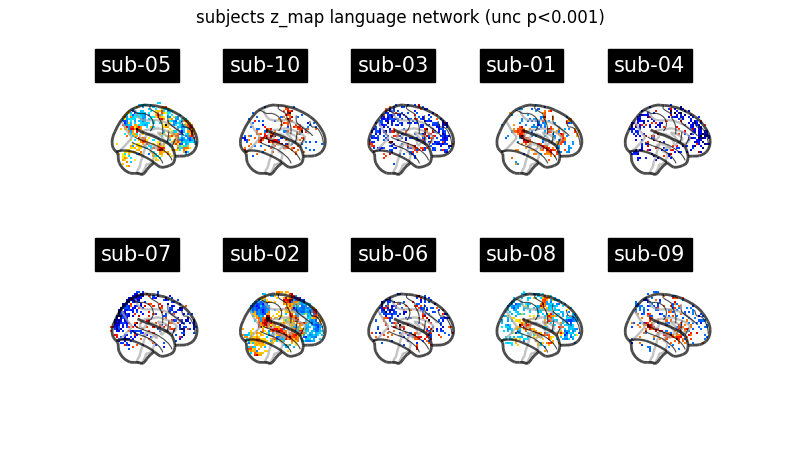 subjects z_map language network (unc p<0.001)
sub-05 sub-10 sub-03 sub-01 sub-04
sub-07 sub-02 sub-06 sub-08 sub-09